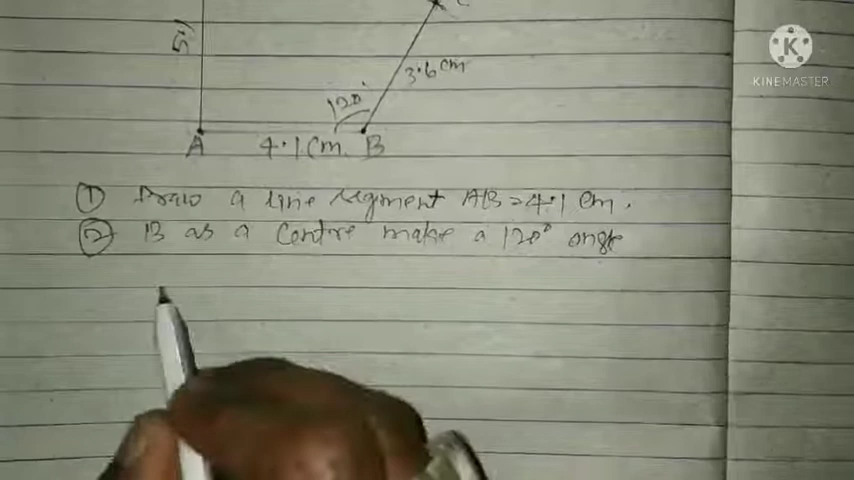 C
5.1
3.6 cm
120°
A 4.1 cm. B
① Draw a line segment AB = 4.1 cm.
② B as a centre make a 120° angle
K
KINEMASTER